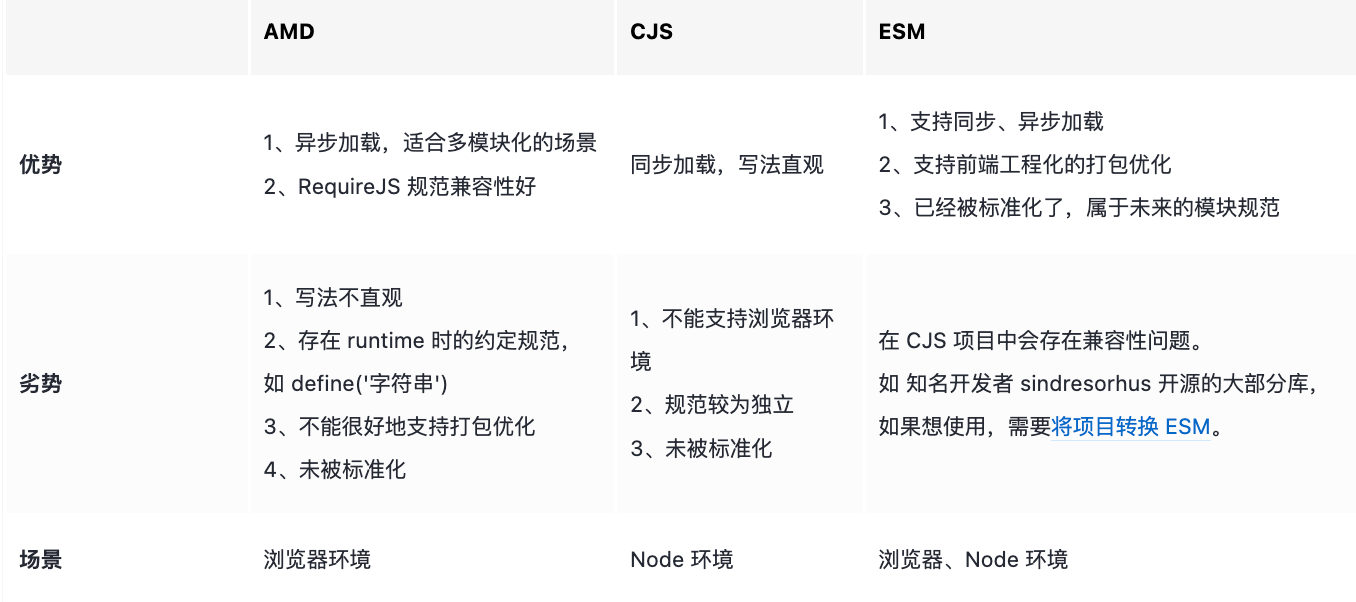 AMD
CJS
ESM
优势
1、异步加载，适合多模块化的场景
2、RequireJS 规范兼容性好
同步加载，写法直观
1、支持同步、异步加载
2、支持前端工程化的打包优化
3、已经被标准化了，属于未来的模块规范
劣势
1、写法不直观
2、存在 runtime 时的约定规范，
如 define('字符串')
3、不能很好地支持打包优化
4、未被标准化
1、不能支持浏览器环
境
2、规范较为独立
3、未被标准化
在 CJS 项目中会存在兼容性问题。
如 知名开发者 sindresorhus 开源的大部分库，
如果想使用，需要将项目转换 ESM。
场景
浏览器环境
Node 环境
浏览器、Node 环境